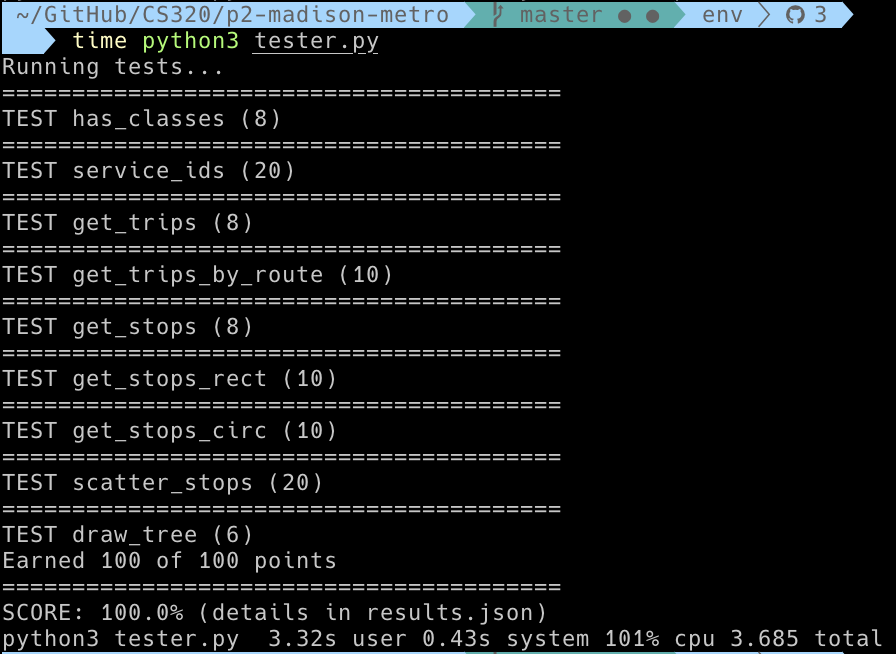 ~/GitHub/CS320/p2-madison-metro master ● ● env 3
time python3 tester.py
Running tests...
========================================
TEST has_classes (8)
========================================
TEST service_ids (20)
========================================
TEST get_trips (8)
========================================
TEST get_trips_by_route (10)
========================================
TEST get_stops (8)
========================================
TEST get_stops_rect (10)
========================================
TEST get_stops_circ (10)
========================================
TEST scatter_stops (20)
========================================
TEST draw_tree (6)
Earned 100 of 100 points
========================================
SCORE: 100.0% (details in results.json)
python3 tester.py  3.32s user 0.43s system 101% cpu 3.685 total